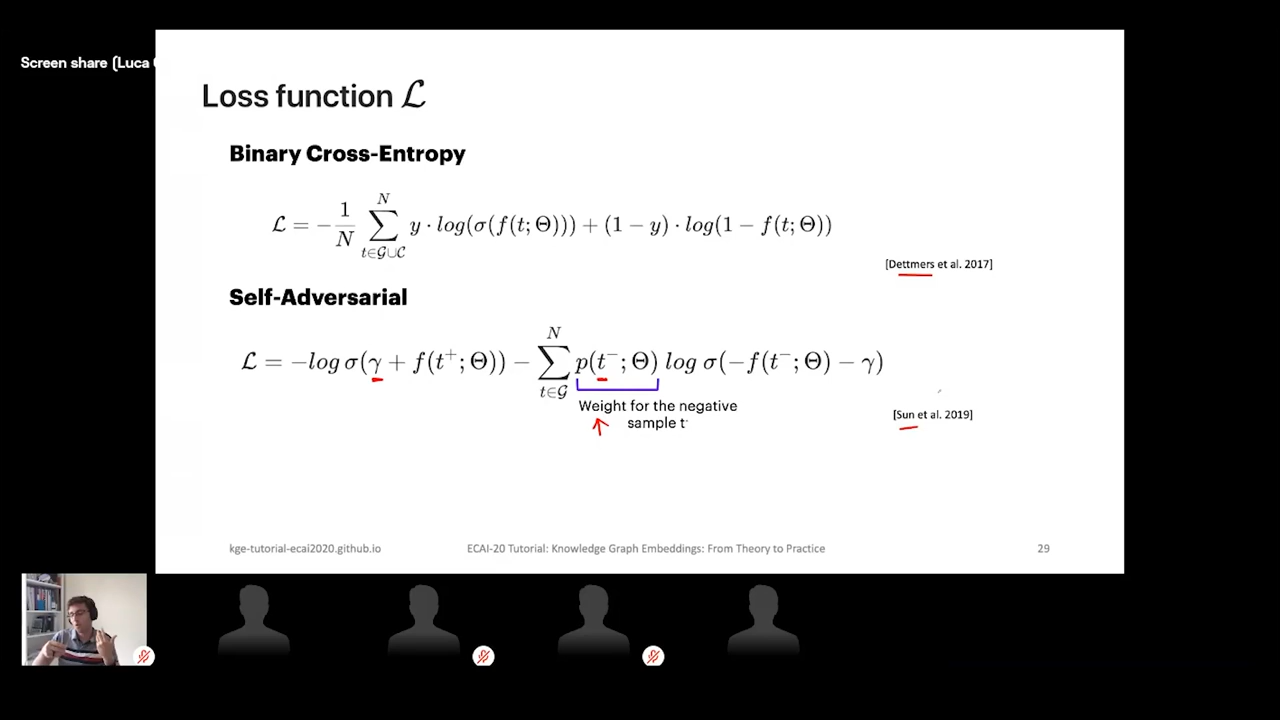 Screen share (Luca
Loss function ℒ
Binary Cross-Entropy
ℒ = − 1/N ∑_{t∈𝒢∪𝒞}^{N} y · log(σ(f(t; Θ))) + (1 − y) · log(1 − f(t; Θ))
[Dettmers et al. 2017]
Self-Adversarial
ℒ = −log σ(γ + f(t⁺; Θ)) − ∑_{t∈𝒢}^{N} p(t⁻; Θ) log σ(−f(t⁻; Θ) − γ)
Weight for the negative
sample t⁻
[Sun et al. 2019]
kge-tutorial-ecai2020.github.io ECAI-20 Tutorial: Knowledge Graph Embeddings: From Theory to Practice 29